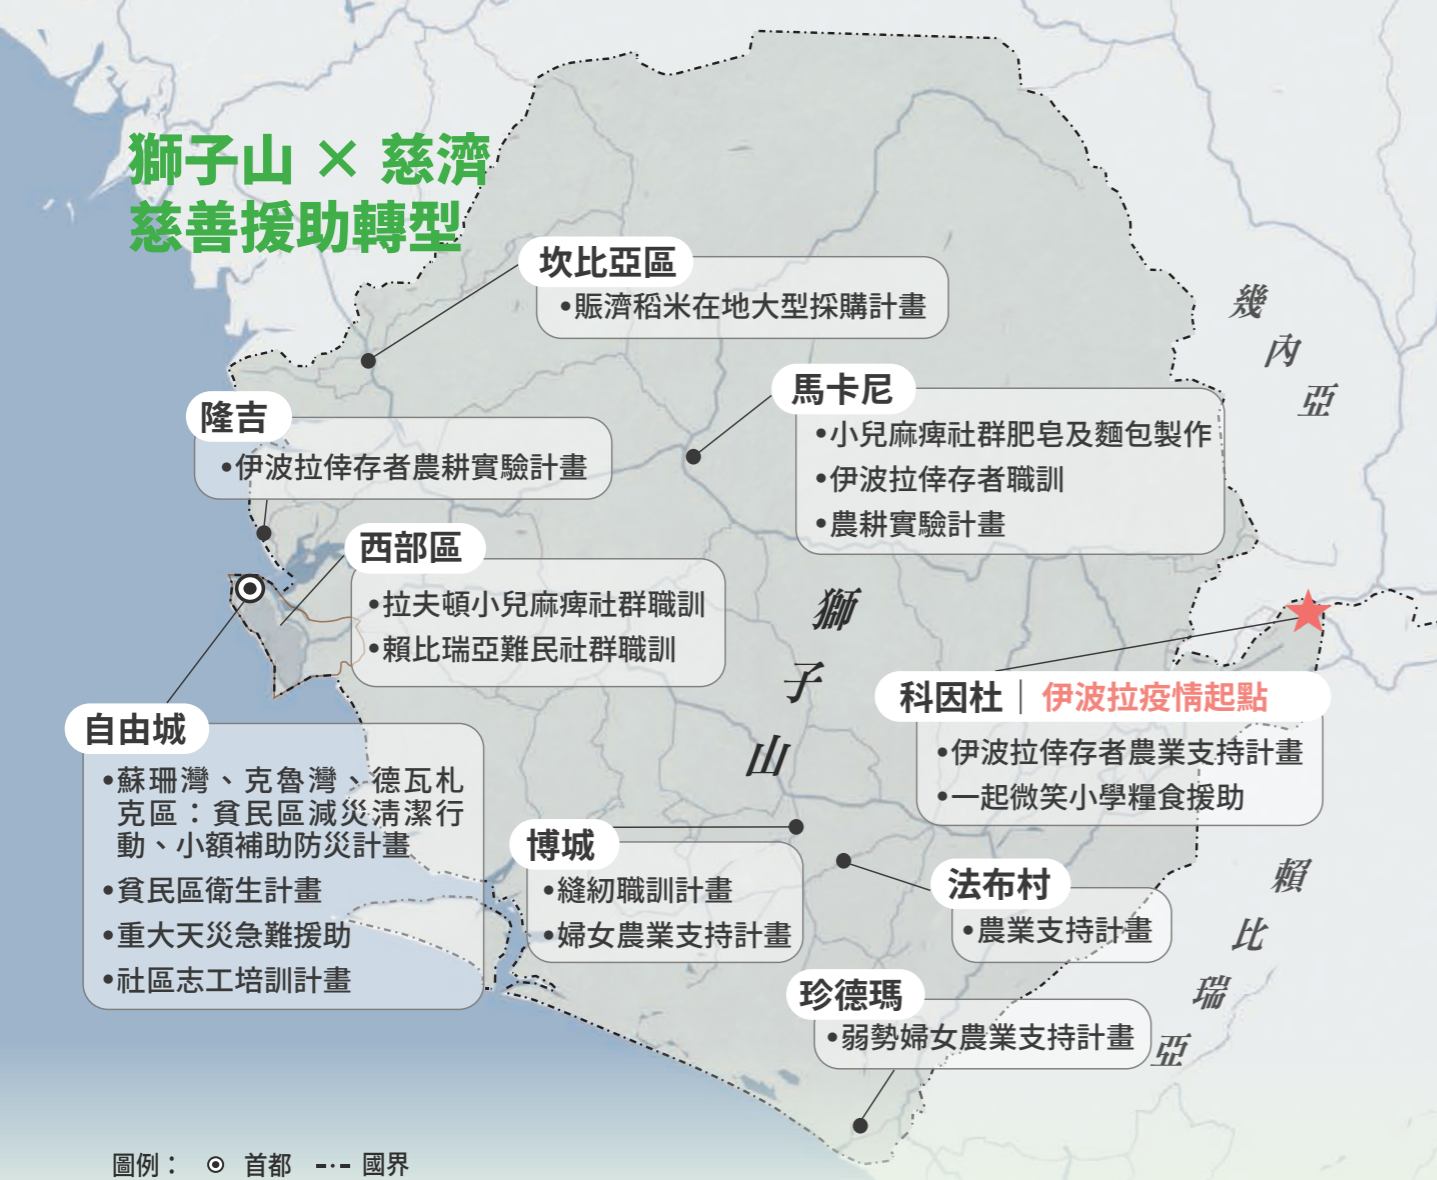 獅子山 × 慈濟
慈善援助轉型
坎比亞區
•賑濟稻米在地大型採購計畫
幾內亞
馬卡尼
•小兒麻痺社群肥皂及麵包製作
•伊波拉倖存者職訓
•農耕實驗計畫
隆吉
•伊波拉倖存者農耕實驗計畫
西部區
•拉夫頓小兒麻痺社群職訓
•賴比瑞亞難民社群職訓
獅子山
科因杜｜伊波拉疫情起點
•伊波拉倖存者農業支持計畫
•一起微笑小學糧食援助
自由城
•蘇珊灣、克魯灣、德瓦札
克區：貧民區減災清潔行
動、小額補助防災計畫
•貧民區衛生計畫
•重大天災急難援助
•社區志工培訓計畫
博城
•縫紉職訓計畫
•婦女農業支持計畫
法布村
•農業支持計畫
賴比瑞亞
珍德瑪
•弱勢婦女農業支持計畫
圖例： 首都 國界